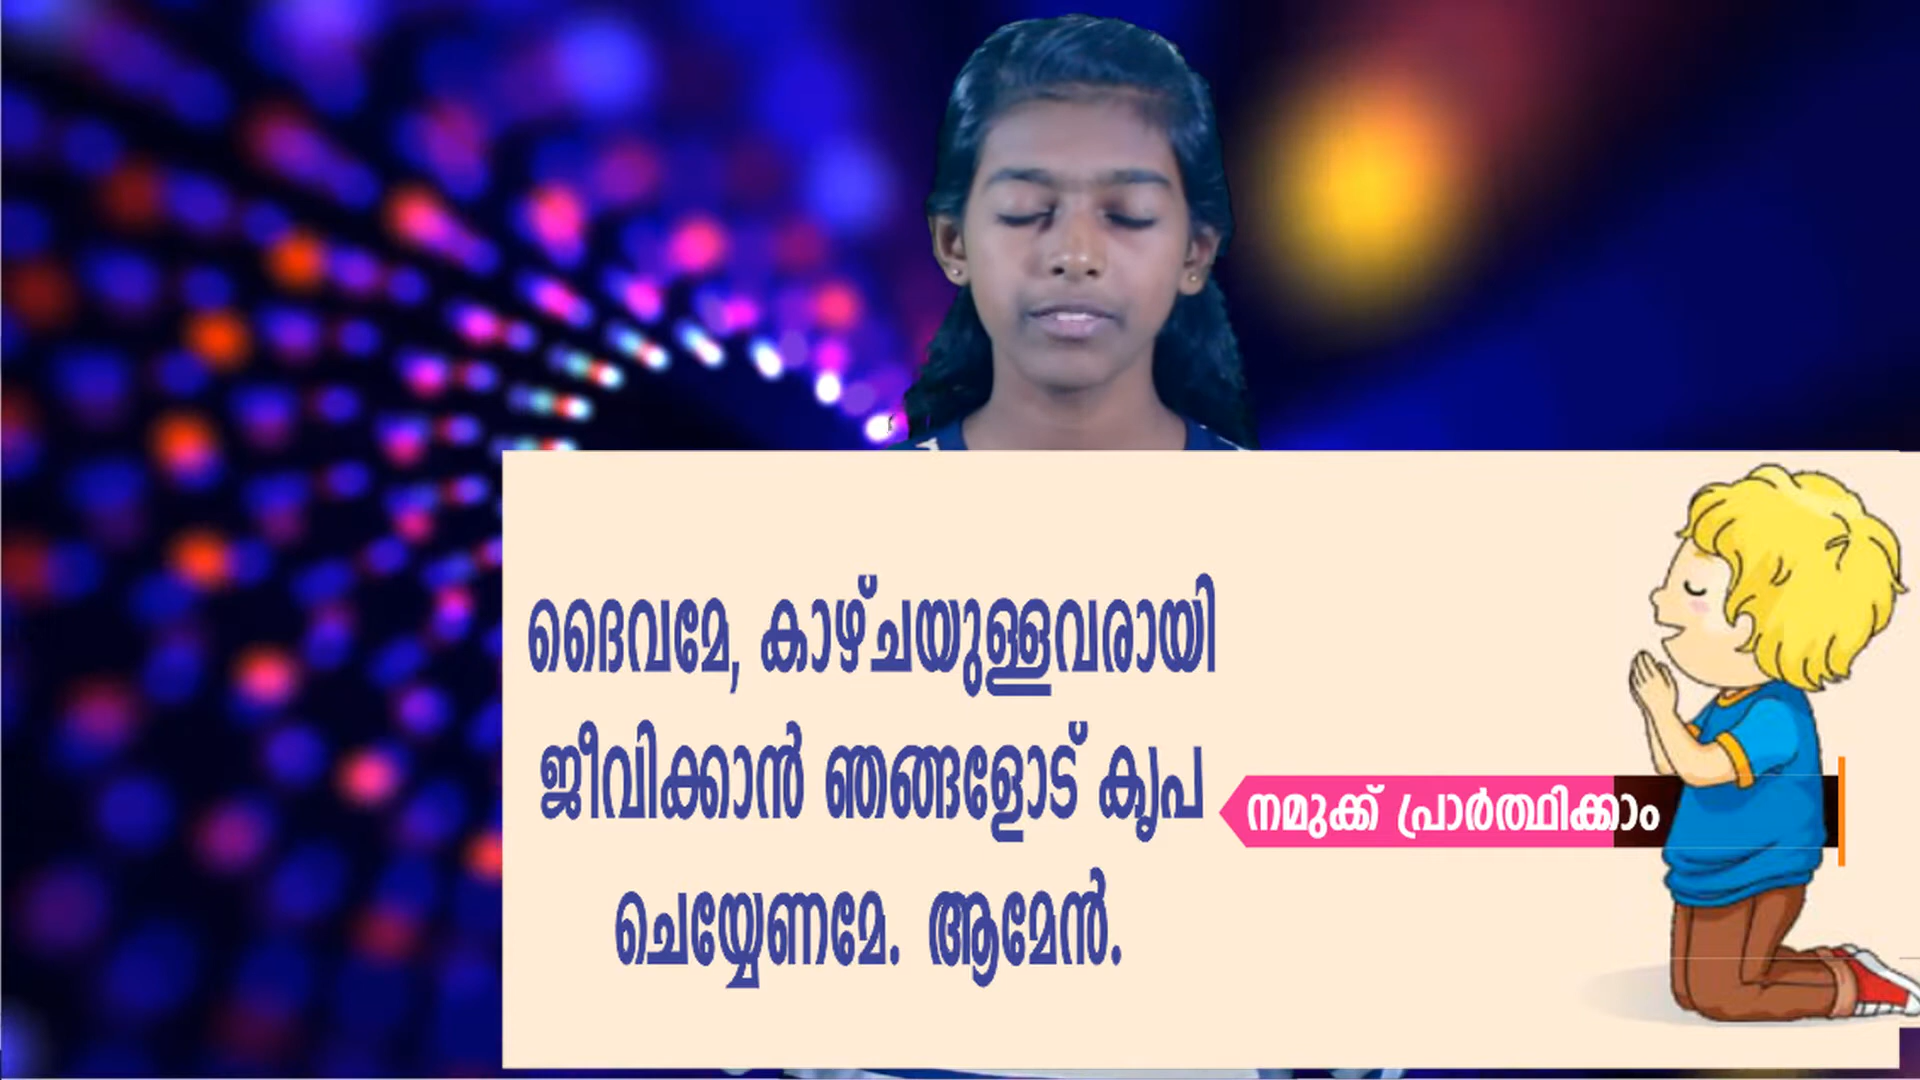 ദൈവമേ, കാഴ്ചയുള്ളവരായി
ജീവിക്കാൻ ഞങ്ങളോട് കൃപ
ചെയ്യേണമേ. ആമേൻ.
നമുക്ക് പ്രാർത്ഥിക്കാം